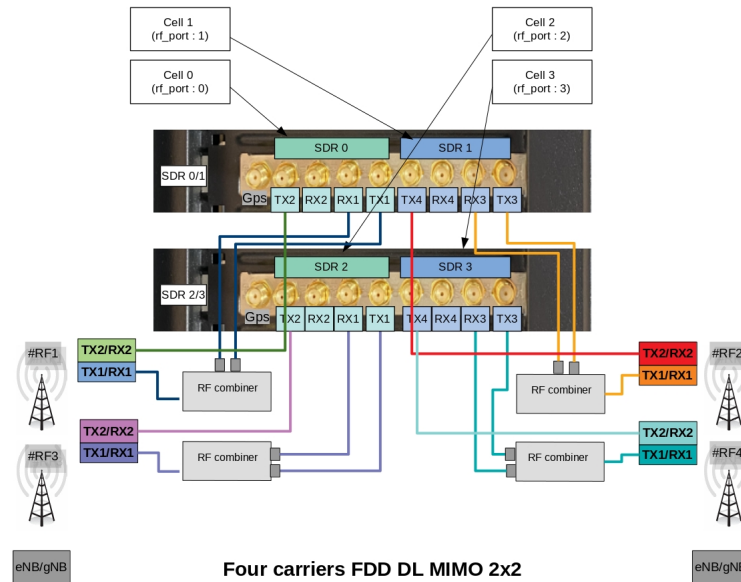 Cell 1
(rf_port : 1)
Cell 2
(rf_port : 2)
Cell 0
(rf_port : 0)
Cell 3
(rf_port : 3)
SDR 0
SDR 1
SDR 0/1
Gps
TX2
RX2
RX1
TX1
TX4
RX4
RX3
TX3
SDR 2
SDR 3
SDR 2/3
Gps
TX2
RX2
RX1
TX1
TX4
RX4
RX3
TX3
#RF1
TX2/RX2
TX1/RX1
RF combiner
RF combiner
TX2/RX2
TX1/RX1
#RF2
#RF3
TX2/RX2
TX1/RX1
RF combiner
RF combiner
TX2/RX2
TX1/RX1
#RF4
eNB/gNB
Four carriers FDD DL MIMO 2x2
eNB/gNB